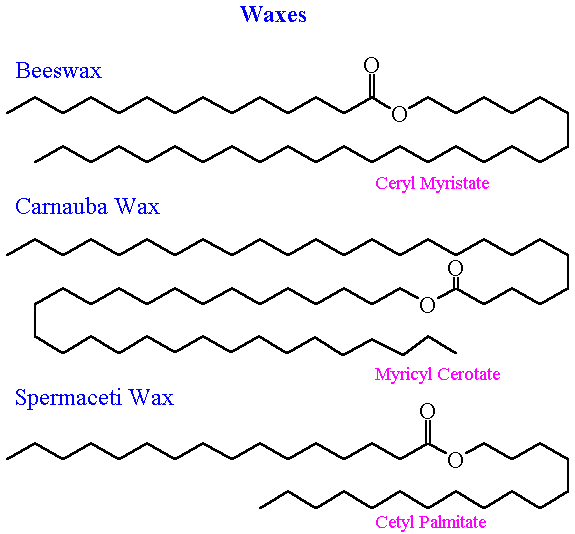 Waxes
Beeswax
O
O
Ceryl Myristate
Carnauba Wax
O
O
Myricyl Cerotate
Spermaceti Wax
O
O
Cetyl Palmitate